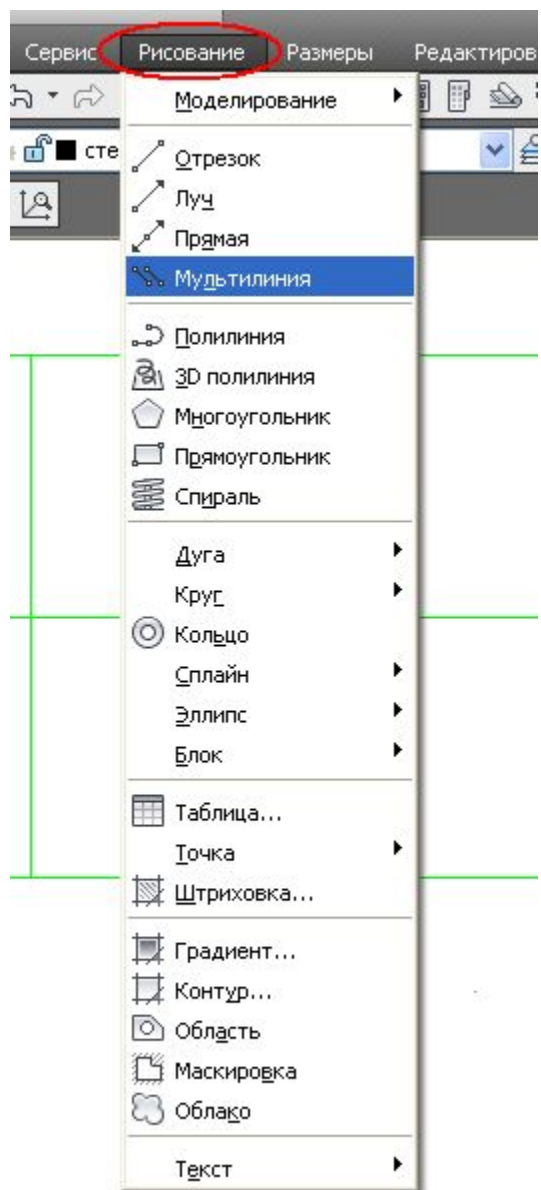 Сервис Рисование Размеры Редактиров
Моделирование
сте
Отрезок
Луч
Прямая
Мультилиния
Полилиния
3D полилиния
Многоугольник
Прямоугольник
Спираль
Дуга
Круг
Кольцо
Сплайн
Эллипс
Блок
Таблица...
Точка
Штриховка...
Градиент...
Контур...
Область
Маскировка
Облако
Текст